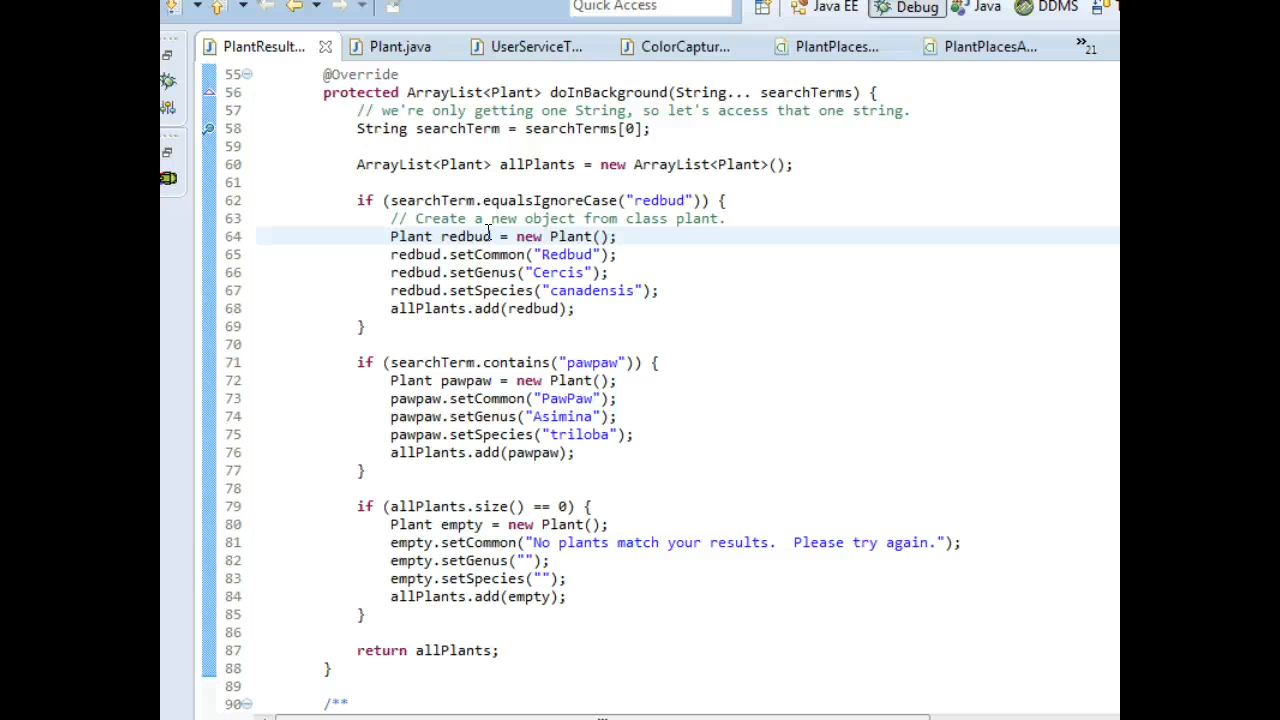 Quick Access
Java EE
Debug
Java
DDMS
PlantResult...
Plant.java
UserServiceT...
ColorCaptur...
PlantPlaces...
PlantPlacesA...
»21
55 @Override
56 protected ArrayList<Plant> doInBackground(String... searchTerms) {
57 // we're only getting one String, so let's access that one string.
58 String searchTerm = searchTerms[0];
59
60 ArrayList<Plant> allPlants = new ArrayList<Plant>();
61
62 if (searchTerm.equalsIgnoreCase("redbud")) {
63 // Create a new object from class plant.
64 Plant redbud = new Plant();
65 redbud.setCommon("Redbud");
66 redbud.setGenus("Cercis");
67 redbud.setSpecies("canadensis");
68 allPlants.add(redbud);
69 }
70
71 if (searchTerm.contains("pawpaw")) {
72 Plant pawpaw = new Plant();
73 pawpaw.setCommon("PawPaw");
74 pawpaw.setGenus("Asimina");
75 pawpaw.setSpecies("triloba");
76 allPlants.add(pawpaw);
77 }
78
79 if (allPlants.size() == 0) {
80 Plant empty = new Plant();
81 empty.setCommon("No plants match your results.  Please try again.");
82 empty.setGenus("");
83 empty.setSpecies("");
84 allPlants.add(empty);
85 }
86
87 return allPlants;
88 }
89
90 /**